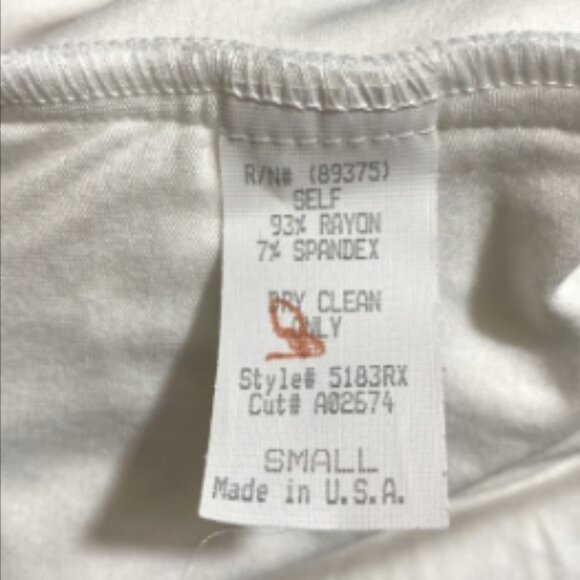 R/N# (89375)
SELF
93% RAYON
7% SPANDEX
DRY CLEAN
ONLY
Style# 5183RX
Cut# A02674
SMALL
Made in U.S.A.